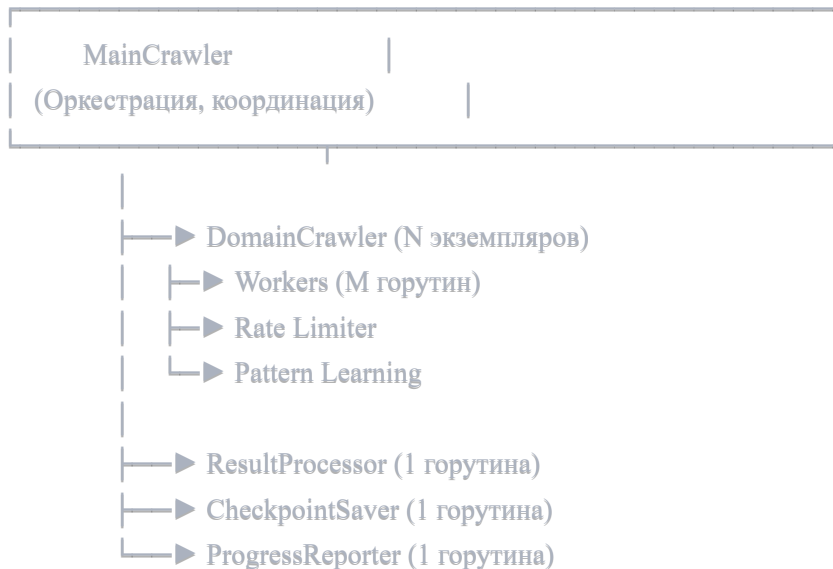 MainCrawler
(Оркестрация, координация)
DomainCrawler (N экземпляров)
Workers (M горутин)
Rate Limiter
Pattern Learning
ResultProcessor (1 горутина)
CheckpointSaver (1 горутина)
ProgressReporter (1 горутина)